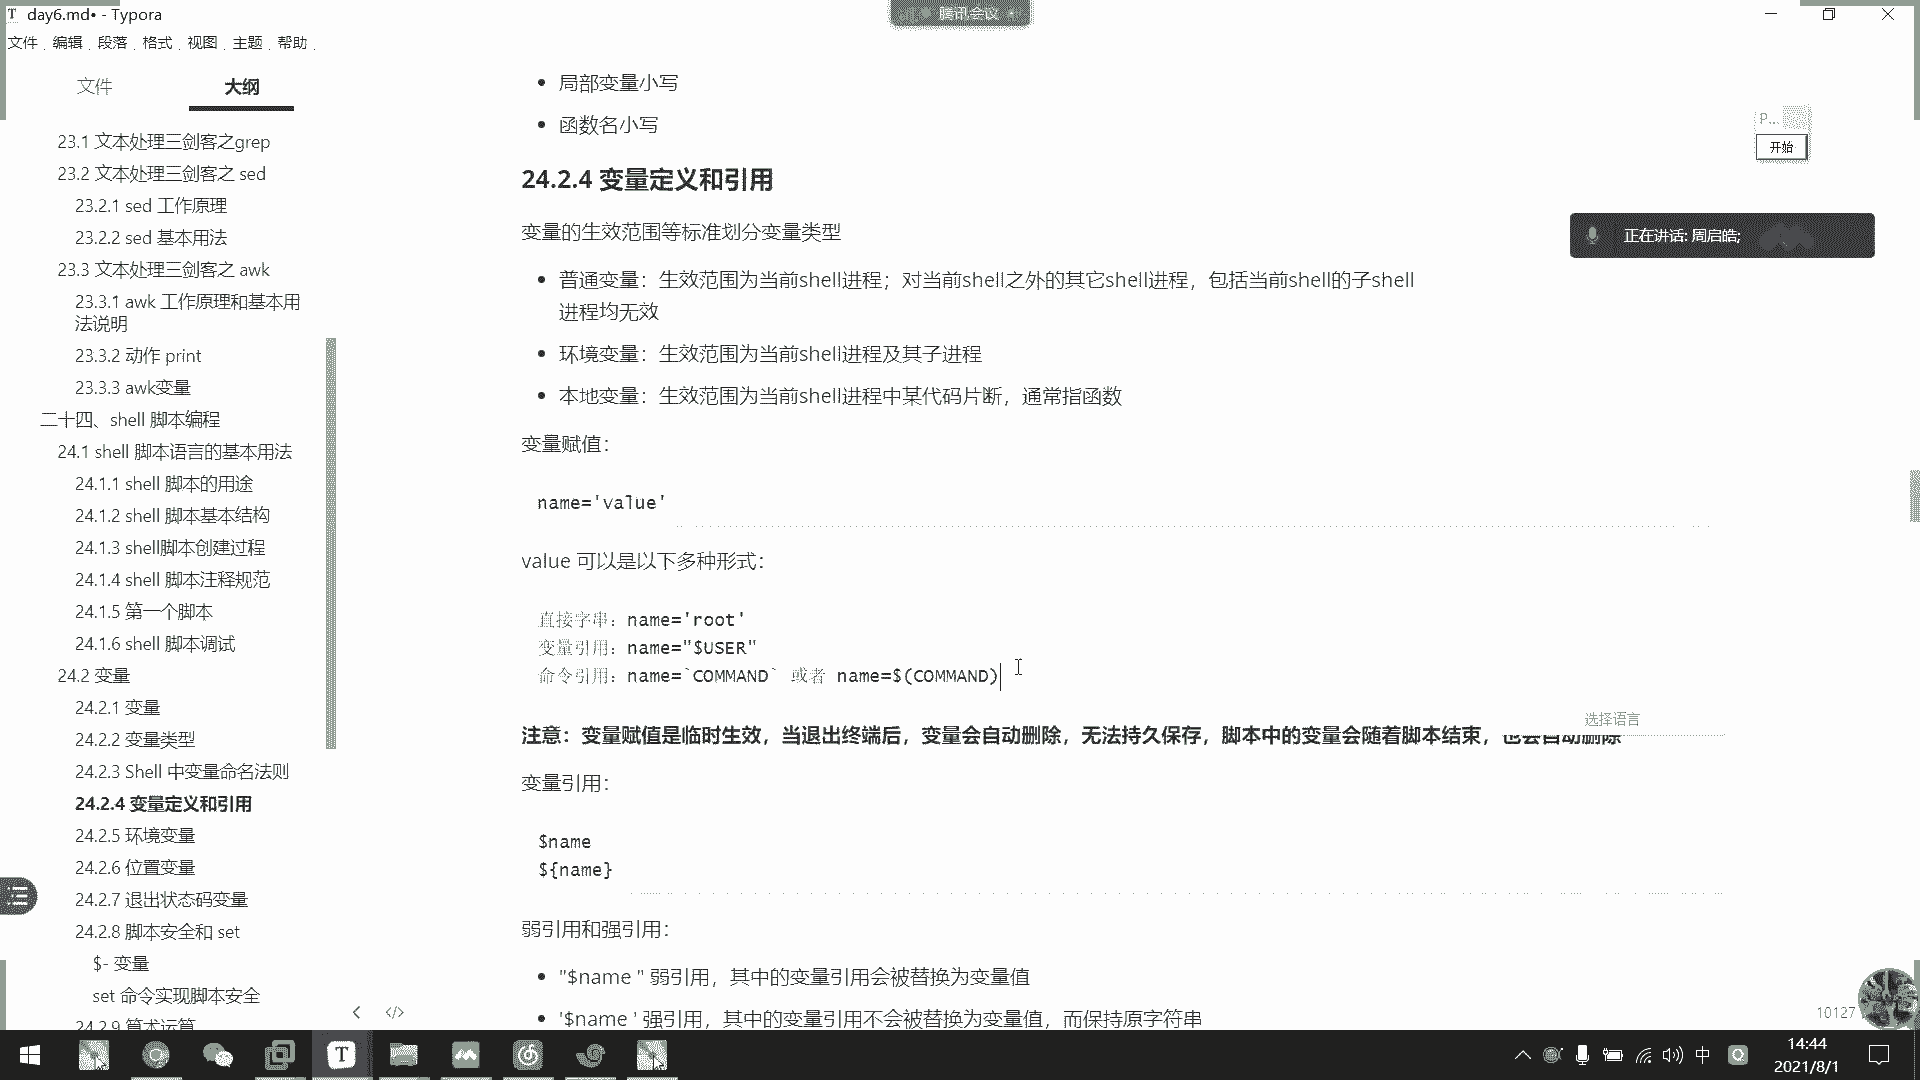 day6.md• - Typora
腾讯会议
文件 编辑 段落 格式 视图 主题 帮助
文件
大纲
23.1 文本处理三剑客之grep
23.2 文本处理三剑客之 sed
23.2.1 sed 工作原理
23.2.2 sed 基本用法
23.3 文本处理三剑客之 awk
23.3.1 awk 工作原理和基本用
法说明
23.3.2 动作 print
23.3.3 awk变量
二十四、shell 脚本编程
24.1 shell 脚本语言的基本用法
24.1.1 shell 脚本的用途
24.1.2 shell 脚本基本结构
24.1.3 shell脚本创建过程
24.1.4 shell 脚本注释规范
24.1.5 第一个脚本
24.1.6 shell 脚本调试
24.2 变量
24.2.1 变量
24.2.2 变量类型
24.2.3 Shell 中变量命名法则
24.2.4 变量定义和引用
24.2.5 环境变量
24.2.6 位置变量
24.2.7 退出状态码变量
24.2.8 脚本安全和 set
$- 变量
set 命令实现脚本安全
24.2.9 算术运算
• 局部变量小写
• 函数名小写
24.2.4 变量定义和引用
变量的生效范围等标准划分变量类型
• 普通变量：生效范围为当前shell进程；对当前shell之外的其它shell进程，包括当前shell的子shell
进程均无效
• 环境变量：生效范围为当前shell进程及其子进程
• 本地变量：生效范围为当前shell进程中某代码片断，通常指函数
变量赋值：
name='value'
value 可以是以下多种形式：
直接字串：name='root'
变量引用：name="$USER"
命令引用：name=`COMMAND` 或者 name=$(COMMAND)
选择语言
注意：变量赋值是临时生效，当退出终端后，变量会自动删除，无法持久保存，脚本中的变量会随着脚本结束，也会自动删除
变量引用：
$name
${name}
弱引用和强引用：
• "$name " 弱引用，其中的变量引用会被替换为变量值
• '$name ' 强引用，其中的变量引用不会被替换为变量值，而保持原字符串
P...
开始
正在讲话: 周启皓;
10127
T
中
14:44
2021/8/1